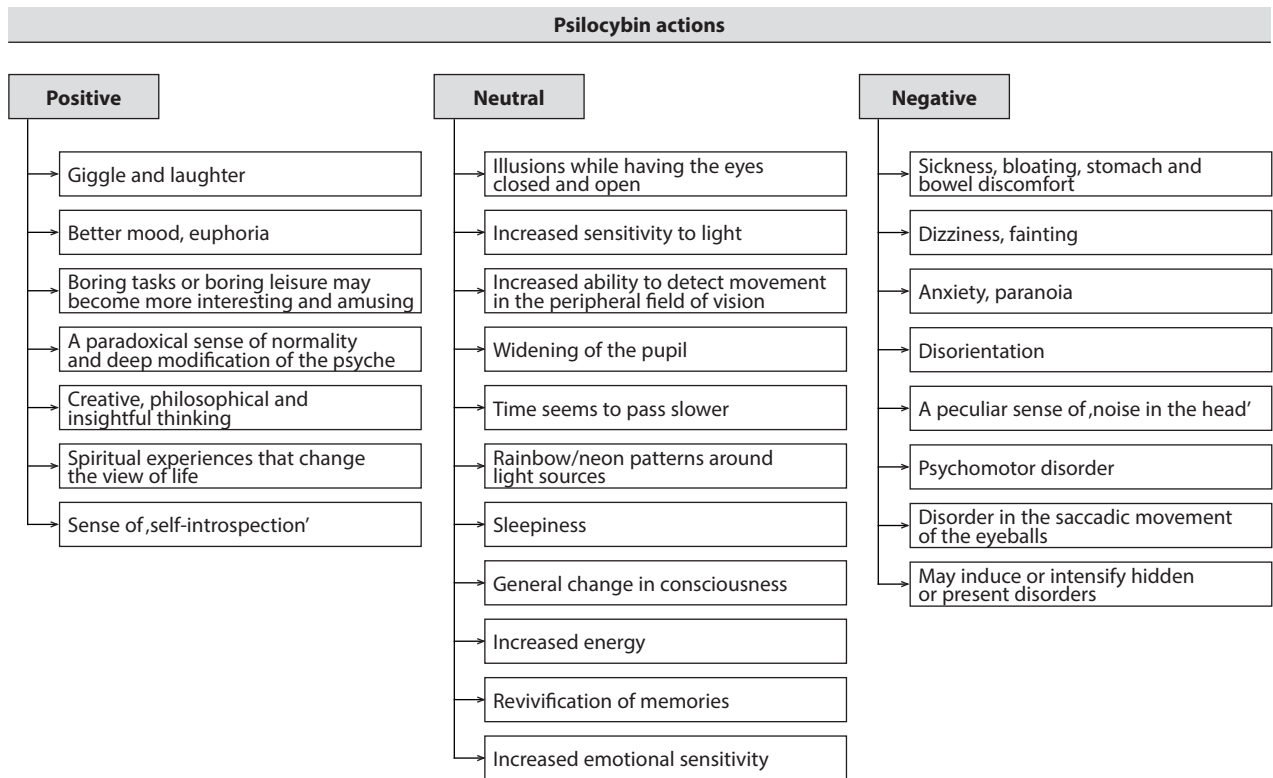 Psilocybin actions
Positive
Giggle and laughter
Better mood, euphoria
Boring tasks or boring leisure may
become more interesting and amusing
A paradoxical sense of normality
and deep modification of the psyche
Creative, philosophical and
insightful thinking
Spiritual experiences that change
the view of life
Sense of ‚self-introspection’
Neutral
Illusions while having the eyes
closed and open
Increased sensitivity to light
Increased ability to detect movement
in the peripheral field of vision
Widening of the pupil
Time seems to pass slower
Rainbow/neon patterns around
light sources
Sleepiness
General change in consciousness
Increased energy
Revivification of memories
Increased emotional sensitivity
Negative
Sickness, bloating, stomach and
bowel discomfort
Dizziness, fainting
Anxiety, paranoia
Disorientation
A peculiar sense of ‚noise in the head’
Psychomotor disorder
Disorder in the saccadic movement
of the eyeballs
May induce or intensify hidden
or present disorders